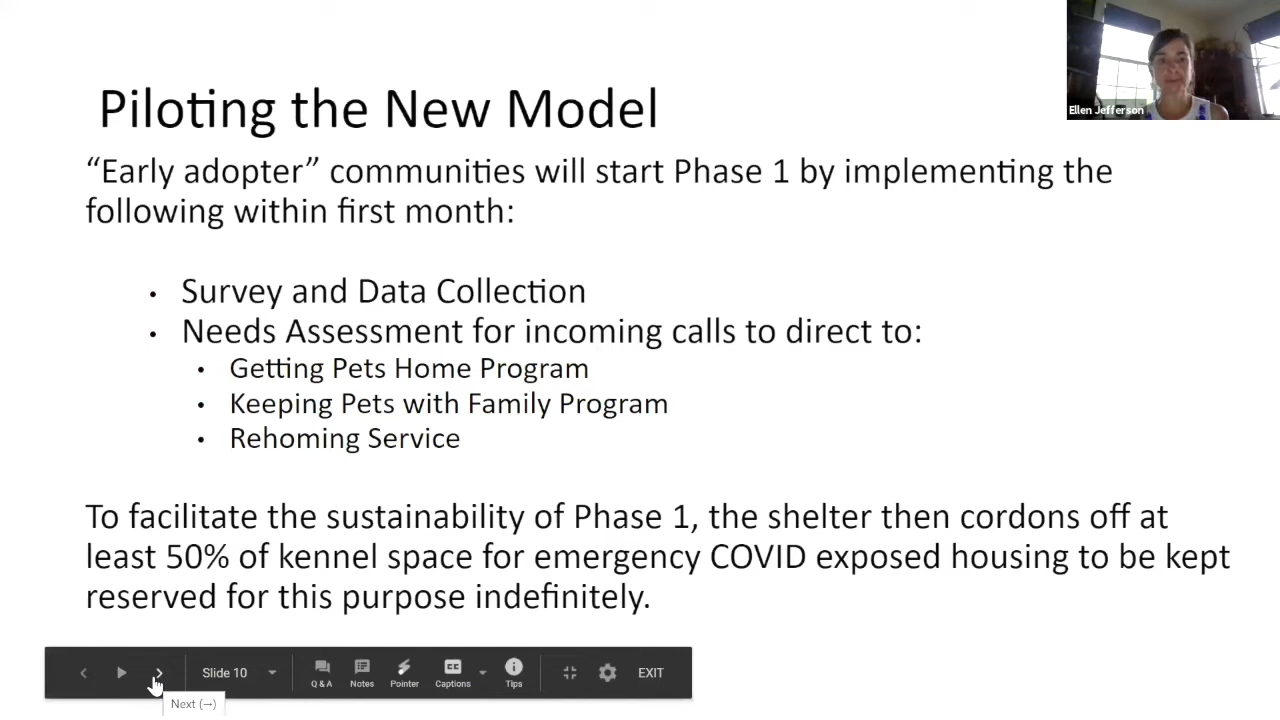 Ellen Jefferson
Piloting the New Model
“Early adopter” communities will start Phase 1 by implementing the
following within first month:
• Survey and Data Collection
• Needs Assessment for incoming calls to direct to:
• Getting Pets Home Program
• Keeping Pets with Family Program
• Rehoming Service
To facilitate the sustainability of Phase 1, the shelter then cordons off at
least 50% of kennel space for emergency COVID exposed housing to be kept
reserved for this purpose indefinitely.
Slide 10
Q & A
Notes
Pointer
Captions
Tips
EXIT
Next (→)